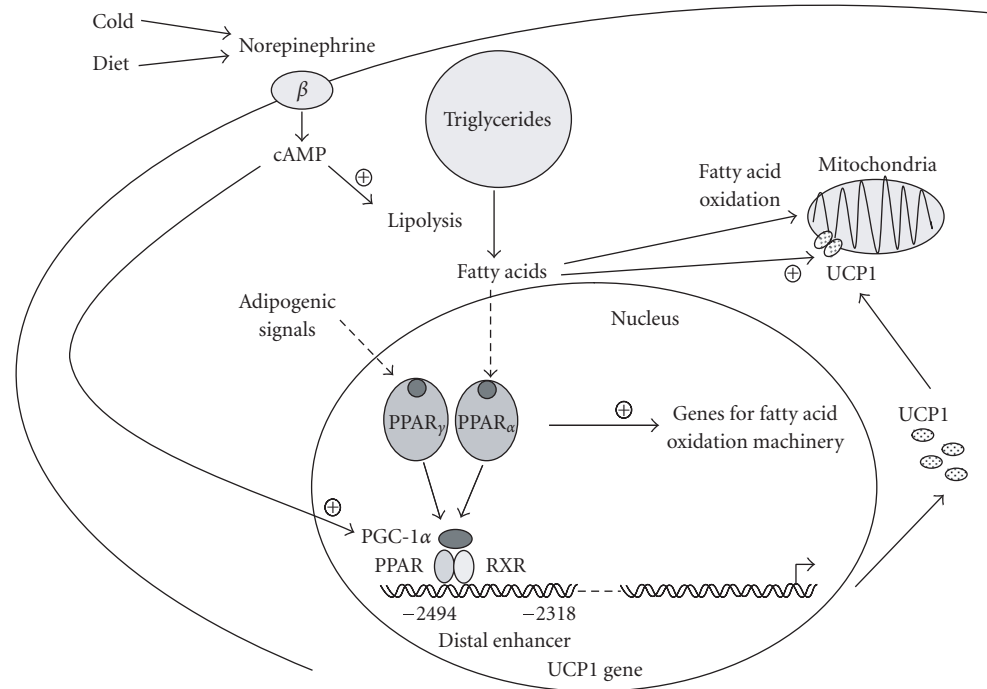 Cold
Diet
Norepinephrine
β
cAMP
⊕
Lipolysis
Triglycerides
Fatty acids
Fatty acid
oxidation
Mitochondria
⊕
UCP1
Adipogenic
signals
Nucleus
PPARγ
PPARα
⊕
Genes for fatty acid
oxidation machinery
UCP1
⊕
PGC-1α
PPAR
RXR
−2494
−2318
Distal enhancer
UCP1 gene